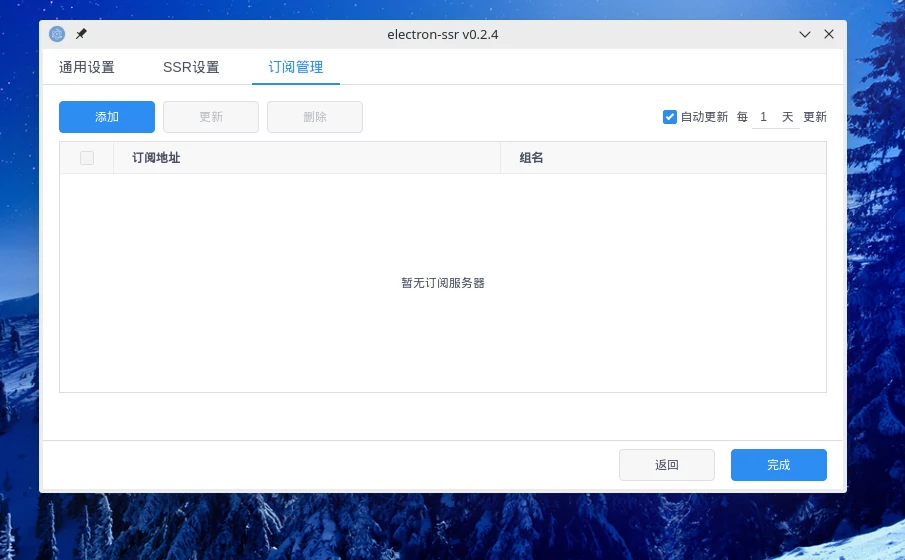 electron-ssr v0.2.4
通用设置 SSR设置 订阅管理
添加 更新 删除 自动更新 每 1 天 更新
订阅地址 组名
暂无订阅服务器
返回 完成